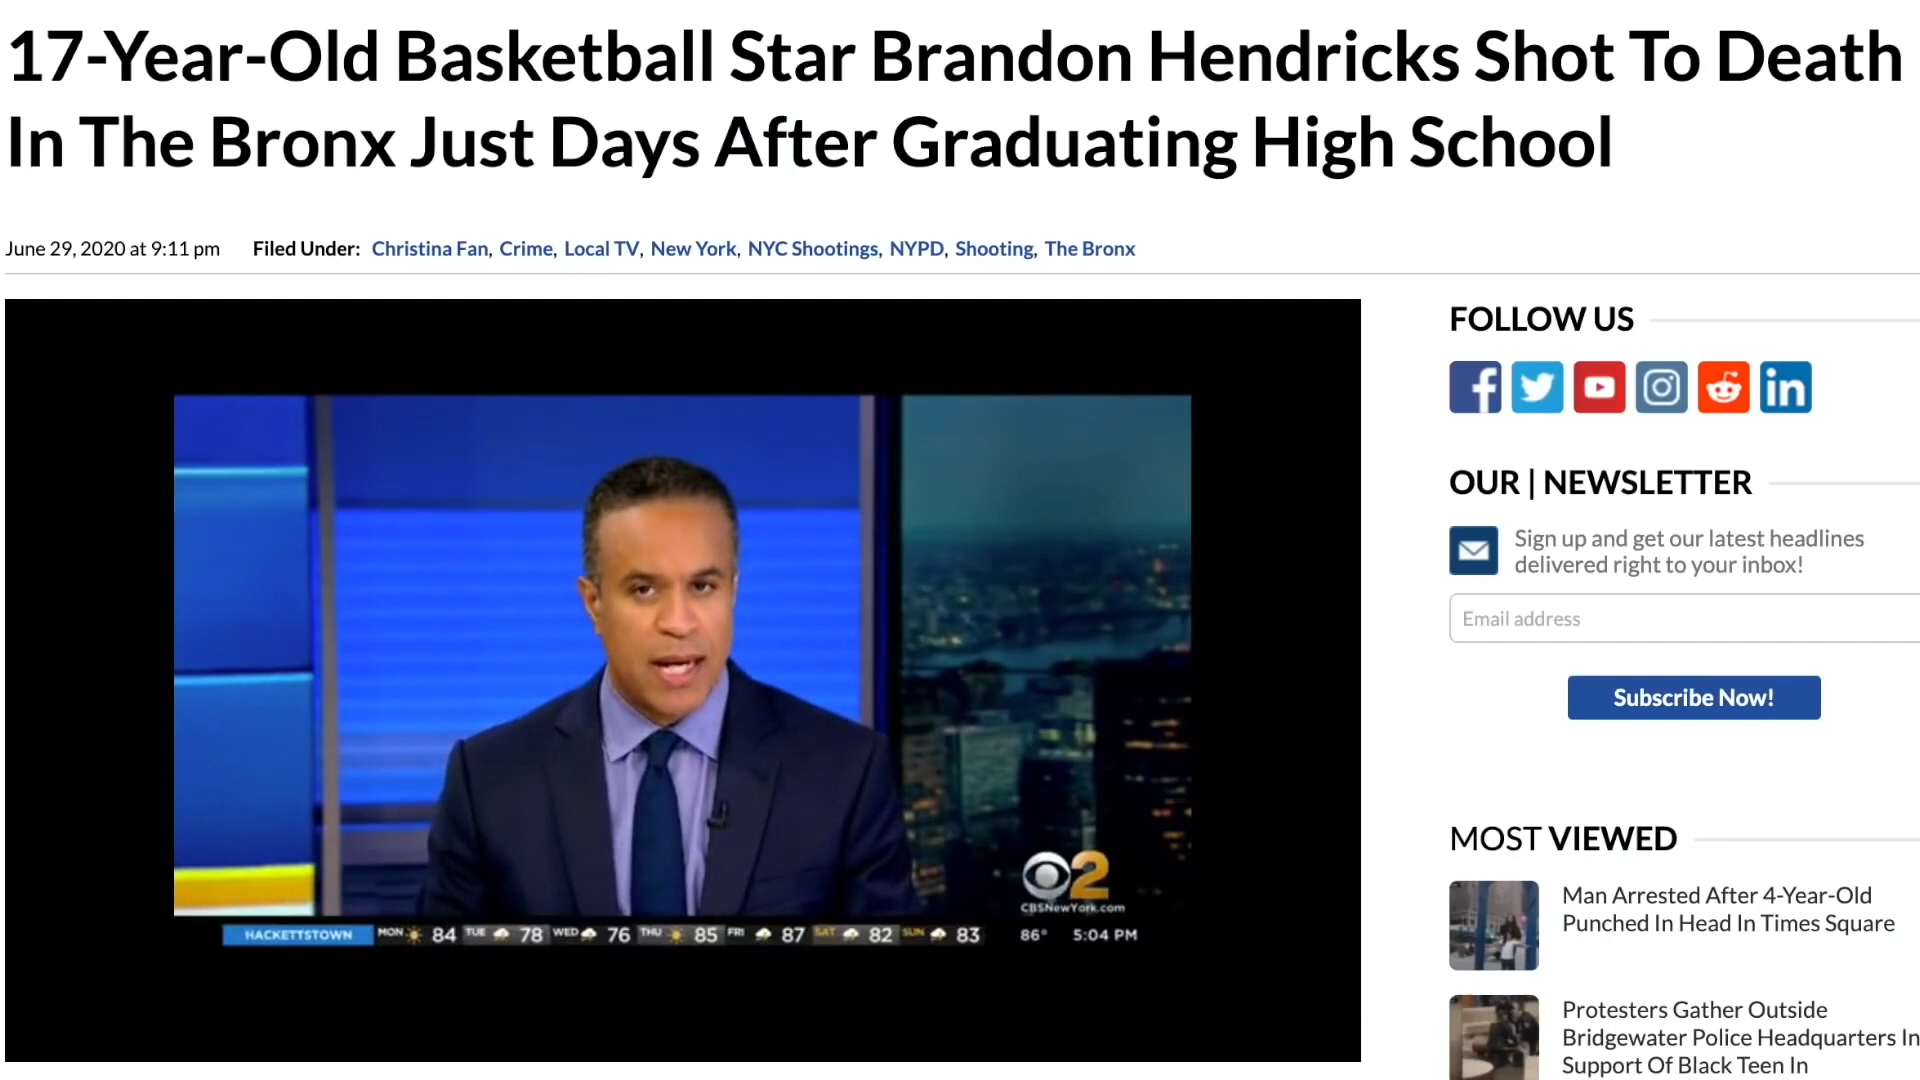 17-Year-Old Basketball Star Brandon Hendricks Shot To Death
In The Bronx Just Days After Graduating High School
June 29, 2020 at 9:11 pm Filed Under: Christina Fan, Crime, Local TV, New York, NYC Shootings, NYPD, Shooting, The Bronx
2
CBSNewYork.com
HACKETTSTOWN MON 84 TUE 78 WED 76 THU 85 FRI 87 SAT 82 SUN 83 86° 5:04 PM
FOLLOW US
OUR | NEWSLETTER
Sign up and get our latest headlines
delivered right to your inbox!
Email address
Subscribe Now!
MOST VIEWED
Man Arrested After 4-Year-Old
Punched In Head In Times Square
Protesters Gather Outside
Bridgewater Police Headquarters In
Support Of Black Teen In